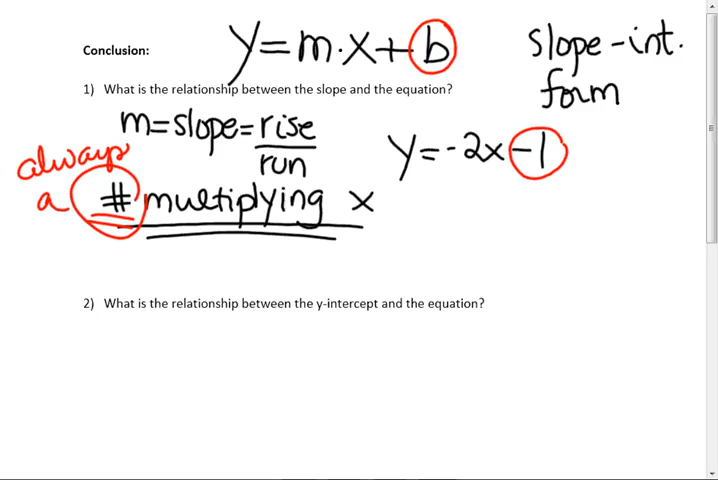 Conclusion:
y=m·x+b
slope-int.
form
1) What is the relationship between the slope and the equation?
m=slope=rise
run
y=-2x-1
always
a # multiplying x
2) What is the relationship between the y-intercept and the equation?